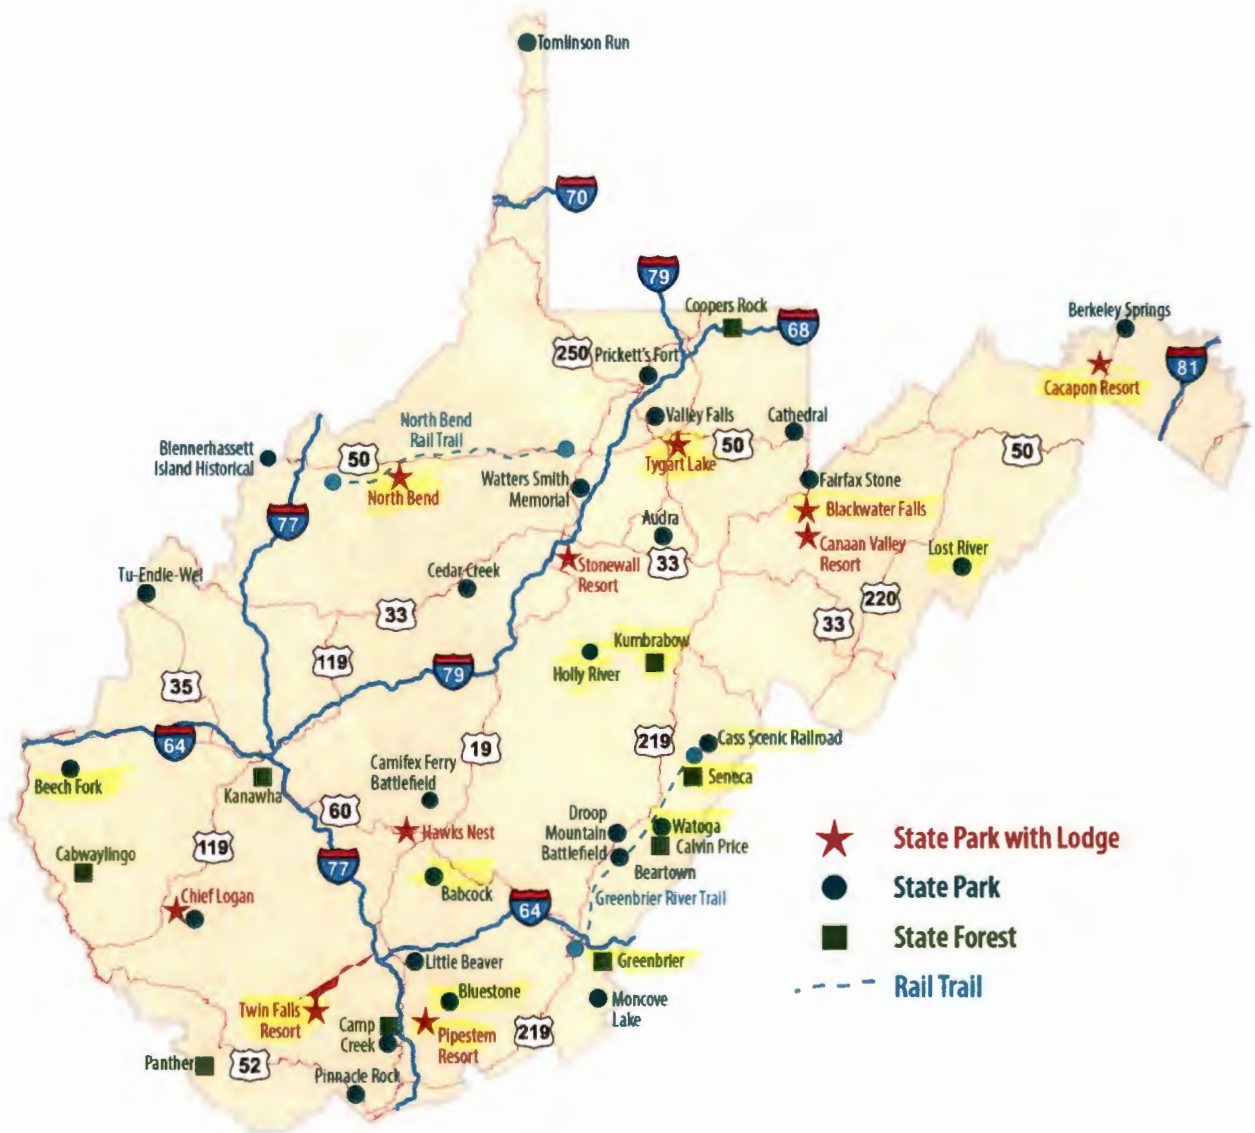 Tomlinson Run
70
79
Coopers Rock
68
Berkeley Springs
250
Prickett's Fort
81
Cacapon Resort
North Bend
Rail Trail
Valley Falls
Cathedral
Blennerhassett
Island Historical
50
50
50
Tygart Lake
North Bend
Watters Smith
Memorial
Fairfax Stone
Blackwater Falls
77
Audra
Canaan Valley
Resort
Lost River
Tu-Endie-Wei
Cedar Creek
Stonewall
Resort
33
220
33
33
119
Kumbrabow
Holly River
79
35
64
19
219
Cass Scenic Railroad
Beech Fork
Kanawha
Carnifex Ferry
Battlefield
Seneca
60
Hawks Nest
Droop
Mountain
Battlefield
Watoga
Calvin Price
State Park with Lodge
119
Cabwaylingo
77
Beartown
Babcock
Chief Logan
64
Greenbrier River Trail
State Park
State Forest
Little Beaver
Greenbrier
Rail Trail
Twin Falls
Resort
Bluestone
Moncove
Lake
Camp
Creek
Pipestem
Resort
219
Panther
52
Pinnacle Rock